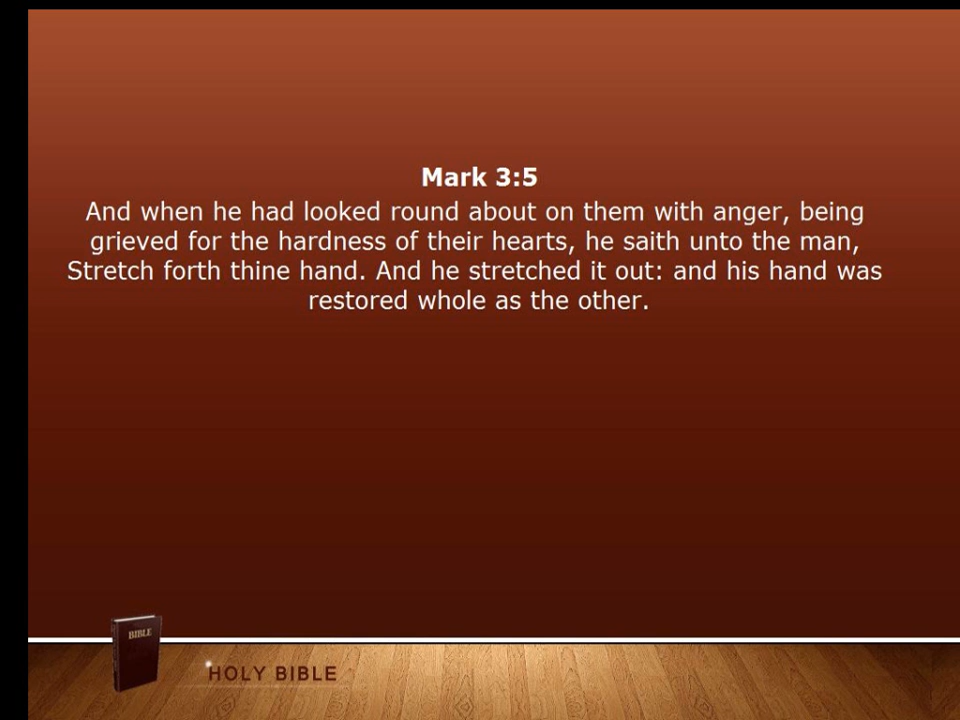 Mark 3:5
And when he had looked round about on them with anger, being
grieved for the hardness of their hearts, he saith unto the man,
Stretch forth thine hand. And he stretched it out: and his hand was
restored whole as the other.
BIBLE
HOLY BIBLE